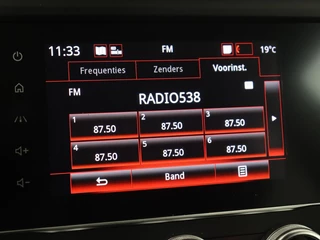 11:33 FM 19°C
Frequenties Zenders Voorinst.
FM
RADIO538
1 87.50 2 87.50 3 87.50
4 87.50 5 87.50 6 87.50
Band